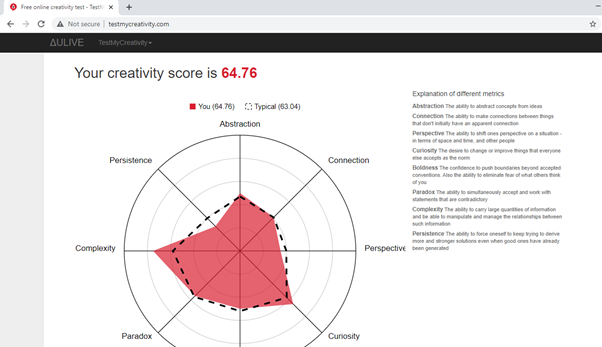 Free online creativity test - TestM
Not secure | testmycreativity.com
AULIVE TestMyCreativity
Your creativity score is 64.76
You (64.76) Typical (63.04)
Abstraction
Persistence
Connection
Complexity
Perspective
Paradox
Curiosity
Explanation of different metrics
Abstraction The ability to abstract concepts from ideas
Connection The ability to make connections between things
that don't initially have an apparent connection
Perspective The ability to shift ones perspective on a situation -
in terms of space and time, and other people
Curiosity The desire to change or improve things that everyone
else accepts as the norm
Boldness The confidence to push boundaries beyond accepted
conventions. Also the ability to eliminate fear of what others think
of you
Paradox The ability to simultaneously accept and work with
statements that are contradictory
Complexity The ability to carry large quantities of information
and be able to manipulate and manage the relationships between
such information
Persistence The ability to force oneself to keep trying to derive
more and stronger solutions even when good ones have already
been generated